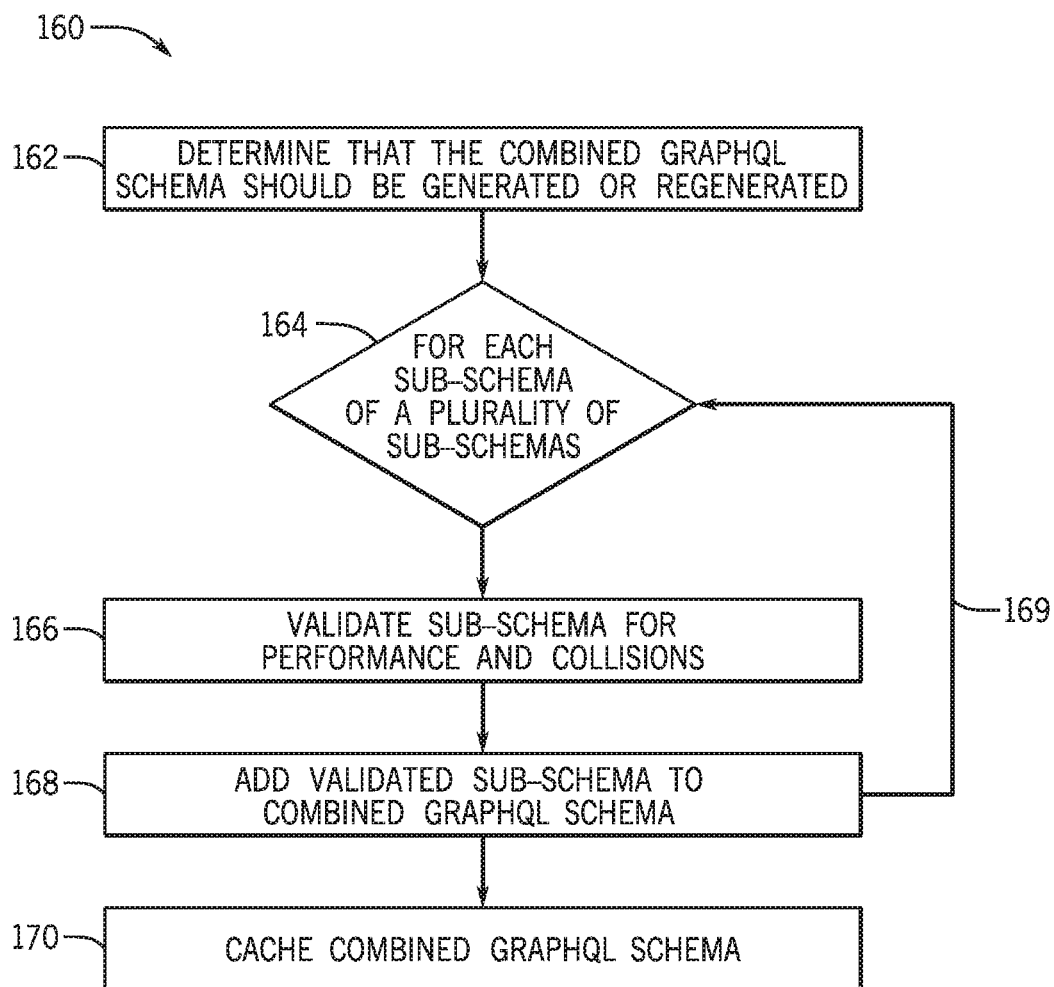 160
162
DETERMINE THAT THE COMBINED GRAPHQL
SCHEMA SHOULD BE GENERATED OR REGENERATED
164
FOR EACH
SUB-SCHEMA
OF A PLURALITY OF
SUB-SCHEMAS
166
VALIDATE SUB-SCHEMA FOR
PERFORMANCE AND COLLISIONS
169
168
ADD VALIDATED SUB-SCHEMA TO
COMBINED GRAPHQL SCHEMA
170
CACHE COMBINED GRAPHQL SCHEMA